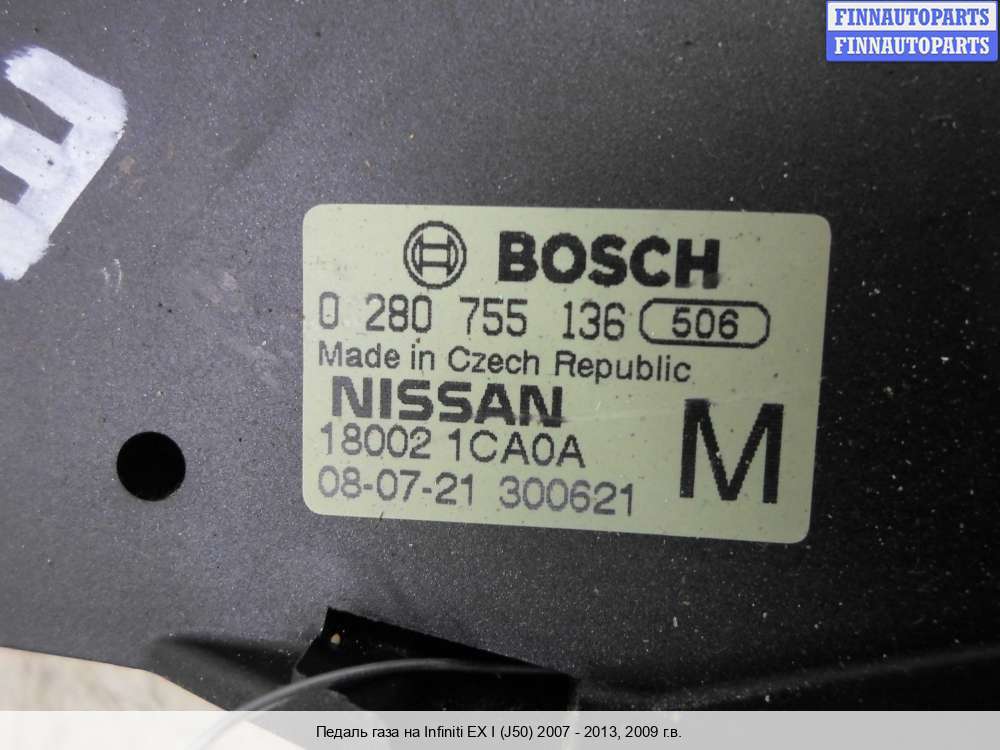 FINNAUTOPARTS
FINNAUTOPARTS
BOSCH
0 280 755 136 506
Made in Czech Republic
NISSAN
18002 1CA0A
M
08-07-21 300621
Педаль газа на Infiniti EX I (J50) 2007 - 2013, 2009 г.в.